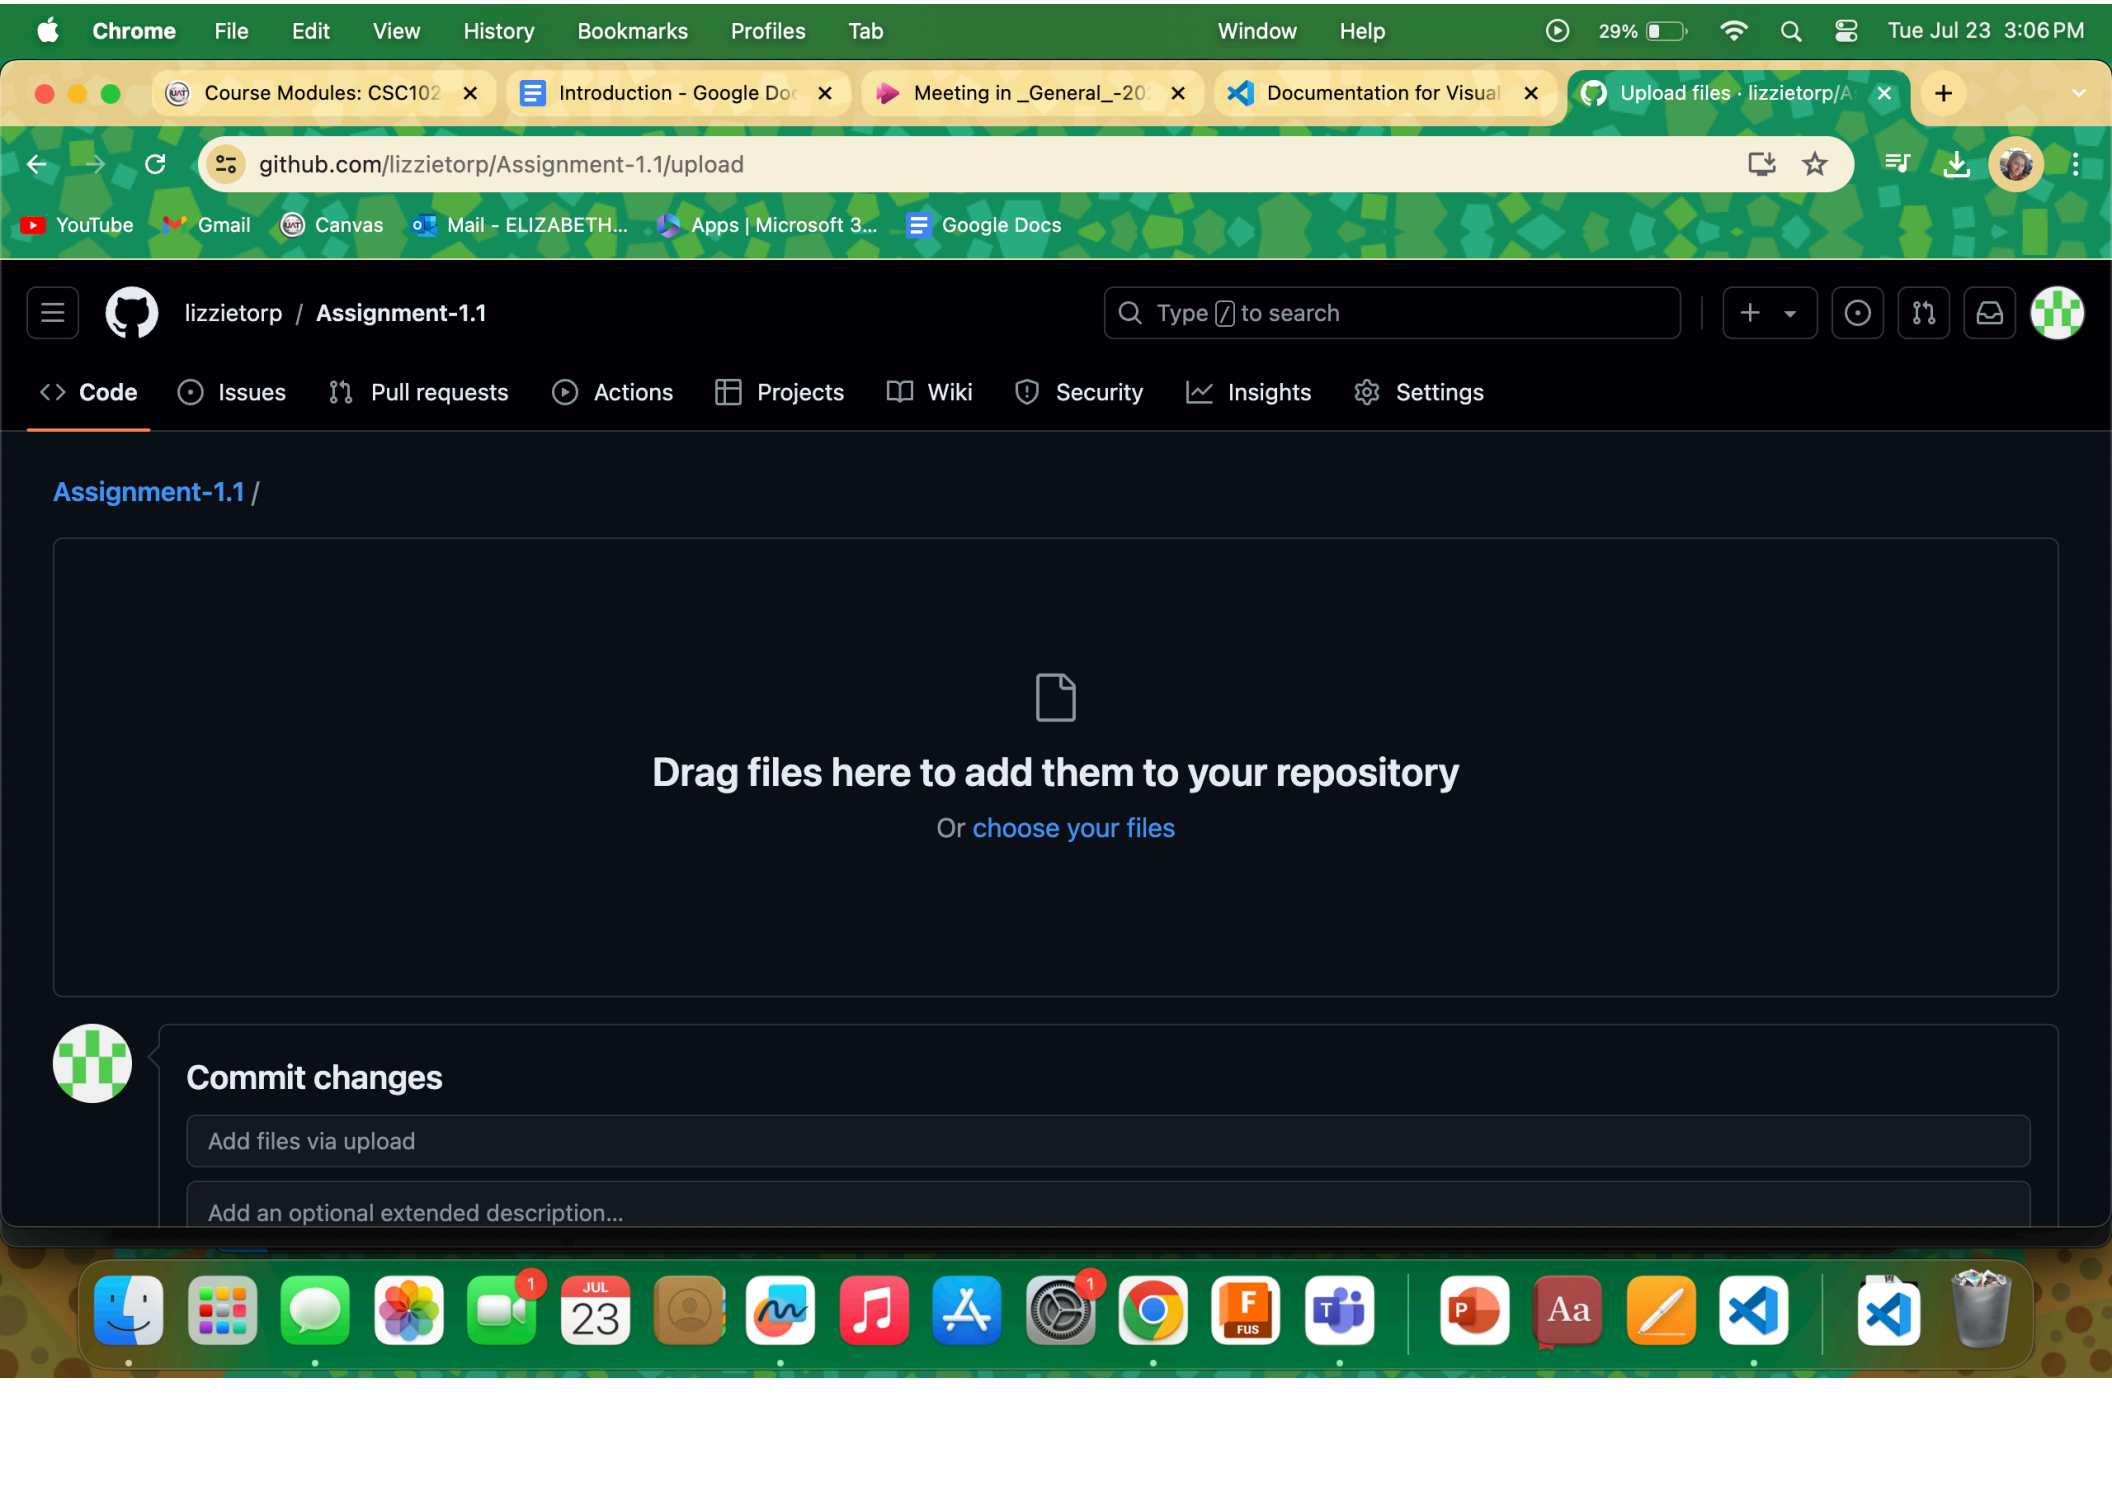 Chrome File Edit View History Bookmarks Profiles Tab Window Help 29% Tue Jul 23 3:06 PM
Course Modules: CSC102 Introduction - Google Doc Meeting in _General_-20 Documentation for Visual Upload files · lizzietorp/A
github.com/lizzietorp/Assignment-1.1/upload
YouTube Gmail Canvas Mail - ELIZABETH... Apps | Microsoft 3... Google Docs
lizzietorp / Assignment-1.1 Type / to search
Code Issues Pull requests Actions Projects Wiki Security Insights Settings
Assignment-1.1 /
Drag files here to add them to your repository
Or choose your files
Commit changes
Add files via upload
Add an optional extended description...
1 JUL 1
23 F T P Aa
FUS